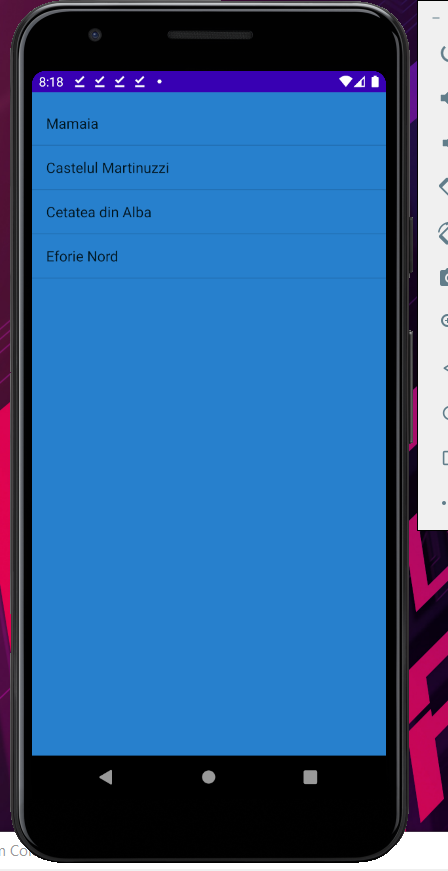 8:18
Mamaia
Castelul Martinuzzi
Cetatea din Alba
Eforie Nord